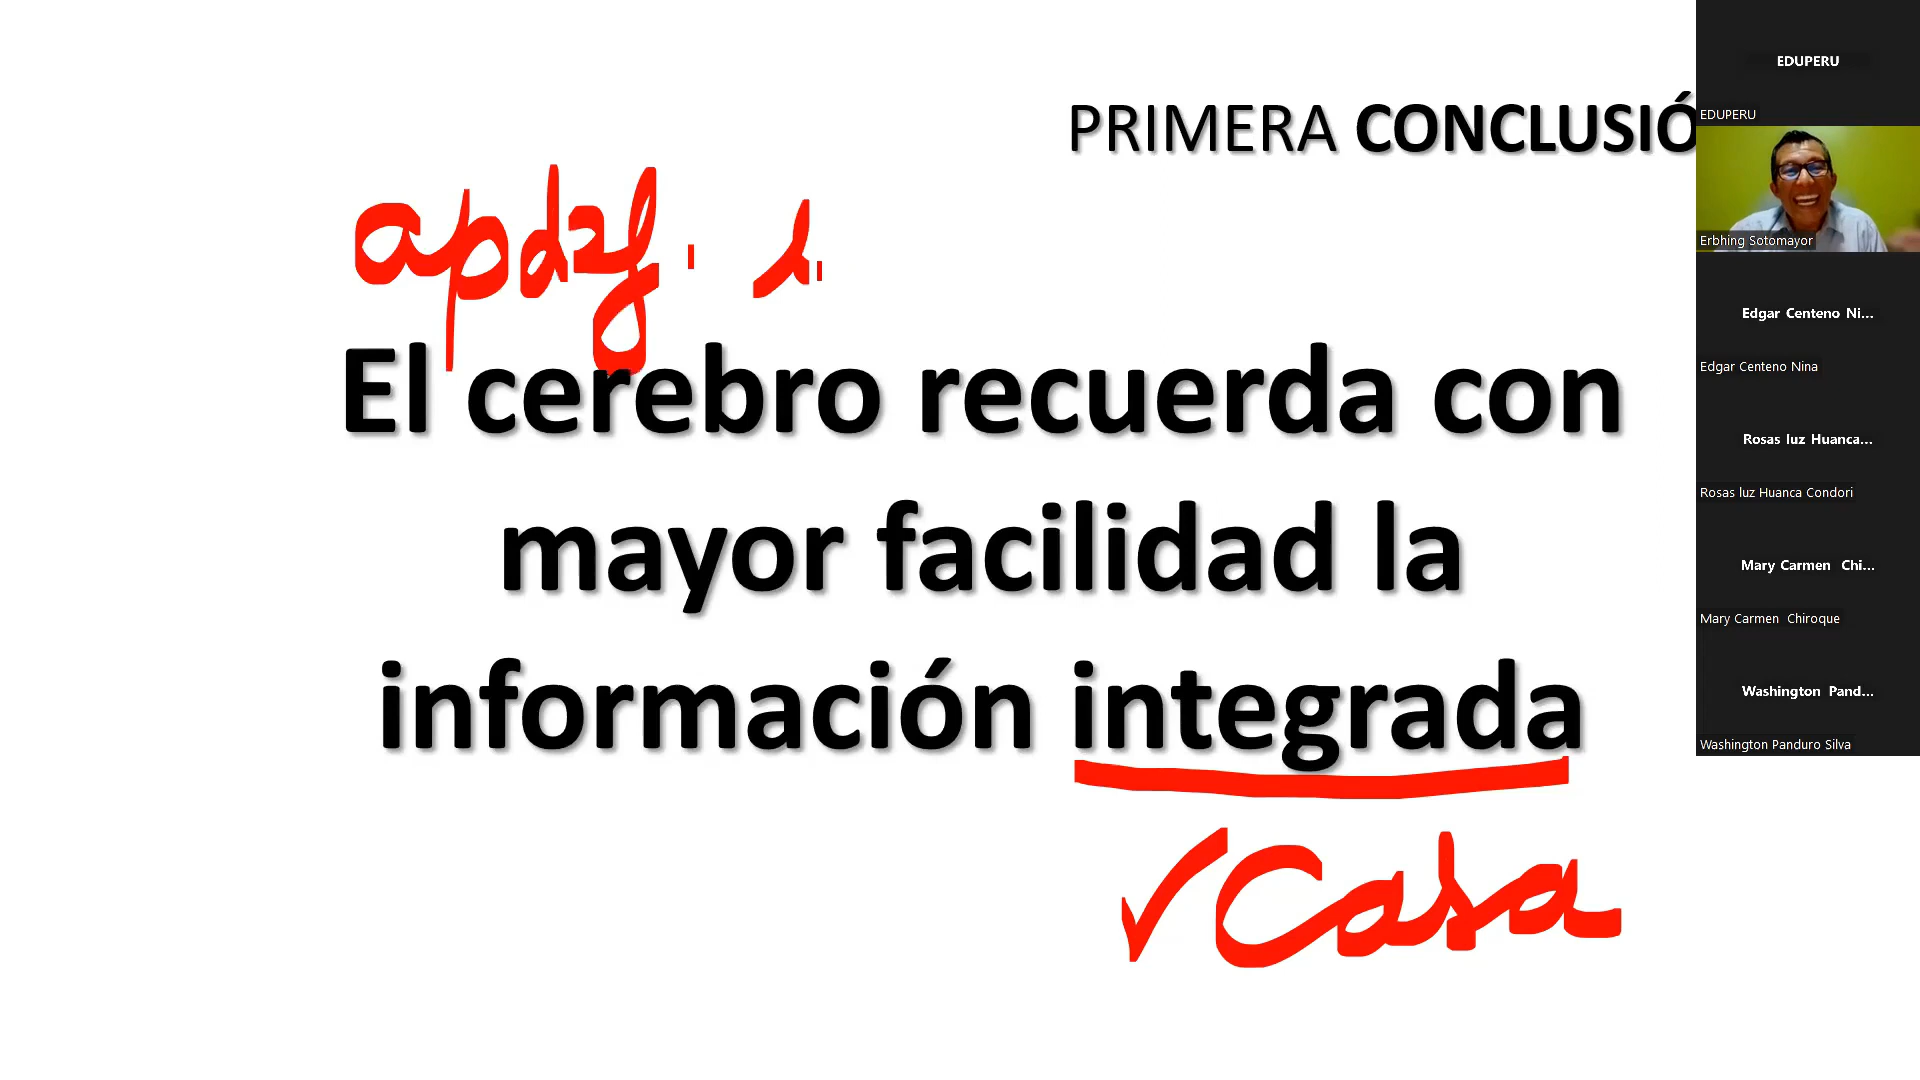 PRIMERA CONCLUSIÓ
El cerebro recuerda con
mayor facilidad la
información integrada
Casa
EDUPERU
EDUPERU
Erbhing Sotomayor
Edgar Centeno Ni...
Edgar Centeno Nina
Rosas luz Huanca...
Rosas luz Huanca Condori
Mary Carmen Chi...
Mary Carmen Chiroque
Washington Pand...
Washington Panduro Silva